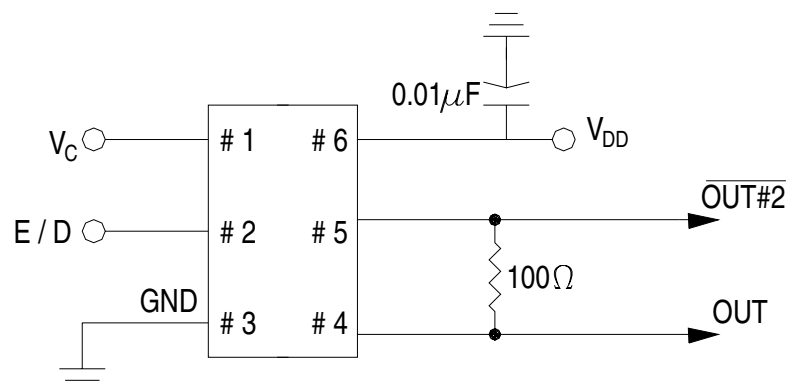 0.01μF
V_C
# 1
# 6
V_DD
E / D
# 2
# 5
OUT#2
100Ω
GND
# 3
# 4
OUT